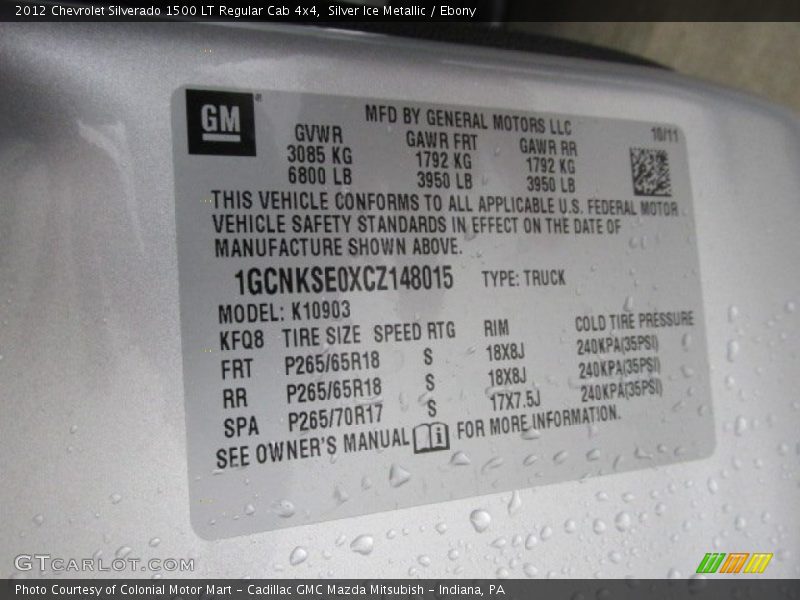 2012 Chevrolet Silverado 1500 LT Regular Cab 4x4, Silver Ice Metallic / Ebony
GM®
MFD BY GENERAL MOTORS LLC 10/11
GVWR GAWR FRT GAWR RR
3085 KG 1792 KG 1792 KG
6800 LB 3950 LB 3950 LB
THIS VEHICLE CONFORMS TO ALL APPLICABLE U.S. FEDERAL MOTOR
VEHICLE SAFETY STANDARDS IN EFFECT ON THE DATE OF
MANUFACTURE SHOWN ABOVE.
1GCNKSE0XCZ148015 TYPE: TRUCK
MODEL: K10903
KFQ8 TIRE SIZE SPEED RTG RIM COLD TIRE PRESSURE
FRT P265/65R18 S 18X8J 240KPA(35PSI)
RR P265/65R18 S 18X8J 240KPA(35PSI)
SPA P265/70R17 S 17X7.5J 240KPA(35PSI)
SEE OWNER'S MANUAL i FOR MORE INFORMATION.
GTcarlot.com
Photo Courtesy of Colonial Motor Mart – Cadillac GMC Mazda Mitsubish – Indiana, PA